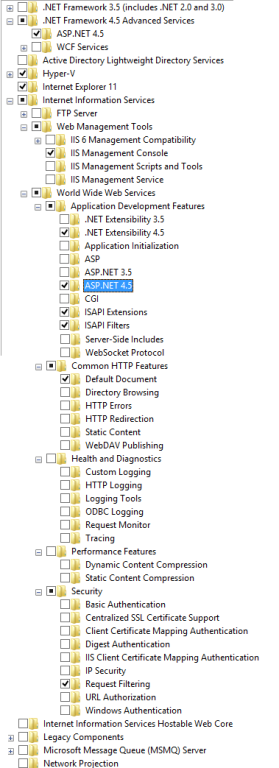 .NET Framework 3.5 (includes .NET 2.0 and 3.0)
.NET Framework 4.5 Advanced Services
ASP.NET 4.5
WCF Services
Active Directory Lightweight Directory Services
Hyper-V
Internet Explorer 11
Internet Information Services
FTP Server
Web Management Tools
IIS 6 Management Compatibility
IIS Management Console
IIS Management Scripts and Tools
IIS Management Service
World Wide Web Services
Application Development Features
.NET Extensibility 3.5
.NET Extensibility 4.5
Application Initialization
ASP
ASP.NET 3.5
ASP.NET 4.5
CGI
ISAPI Extensions
ISAPI Filters
Server-Side Includes
WebSocket Protocol
Common HTTP Features
Default Document
Directory Browsing
HTTP Errors
HTTP Redirection
Static Content
WebDAV Publishing
Health and Diagnostics
Custom Logging
HTTP Logging
Logging Tools
ODBC Logging
Request Monitor
Tracing
Performance Features
Dynamic Content Compression
Static Content Compression
Security
Basic Authentication
Centralized SSL Certificate Support
Client Certificate Mapping Authentication
Digest Authentication
IIS Client Certificate Mapping Authentication
IP Security
Request Filtering
URL Authorization
Windows Authentication
Internet Information Services Hostable Web Core
Legacy Components
Microsoft Message Queue (MSMQ) Server
Network Projection